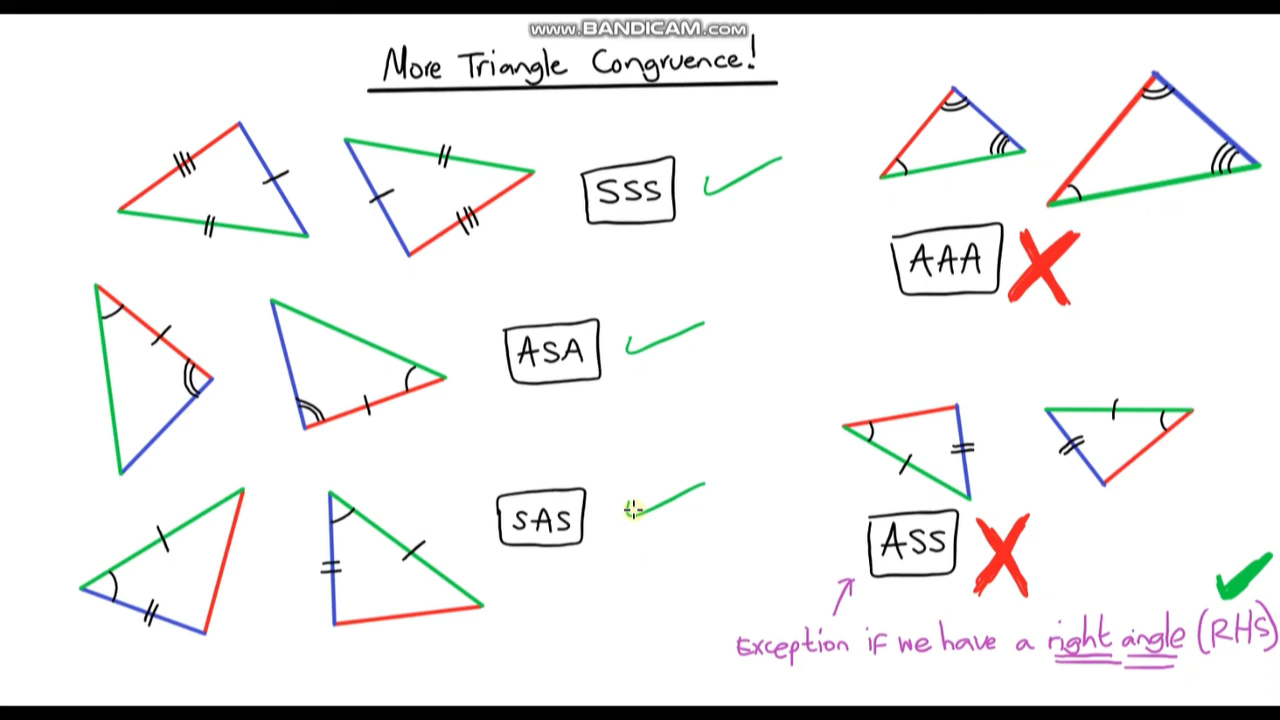 www.BANDICAM.com
More Triangle Congruence!
SSS
AAA
ASA
SAS
ASS
Exception if we have a right angle (RHS)